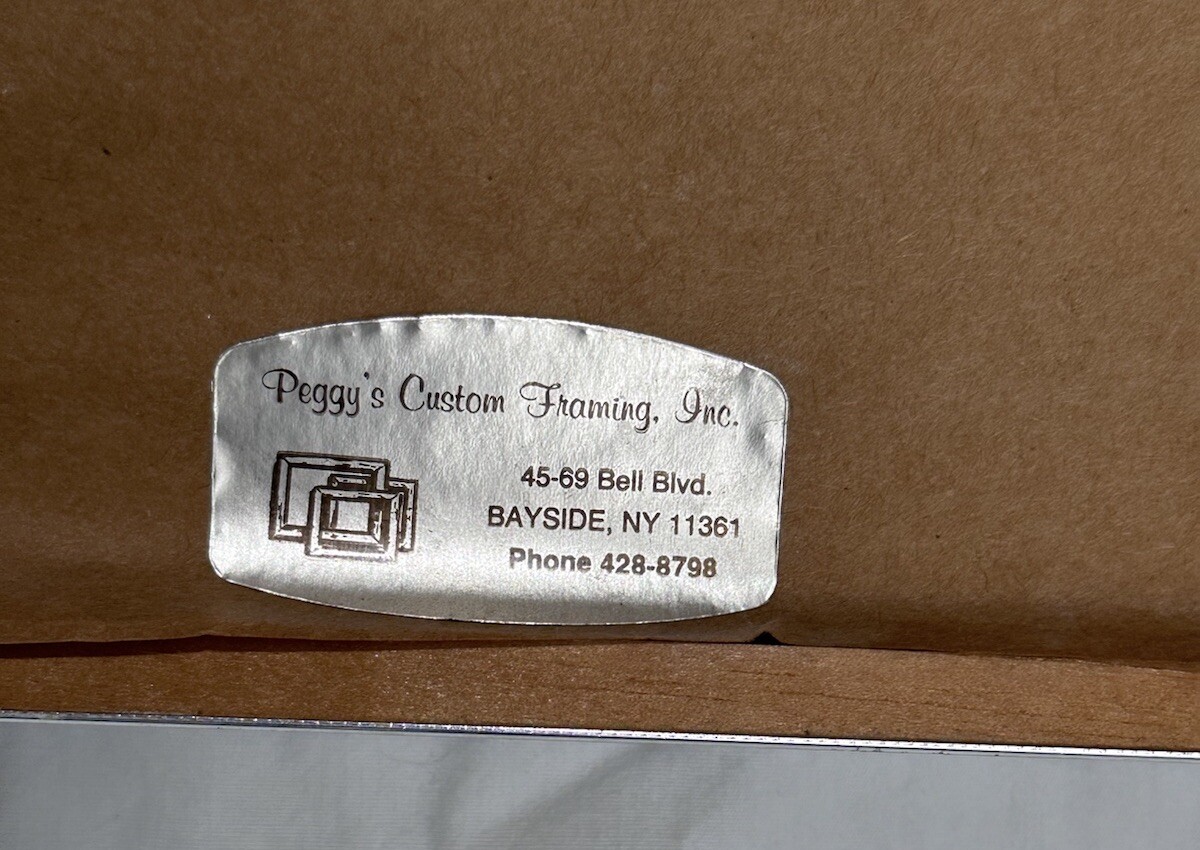 Peggy's Custom Framing, Inc.
45-69 Bell Blvd.
BAYSIDE, NY 11361
Phone 428-8798